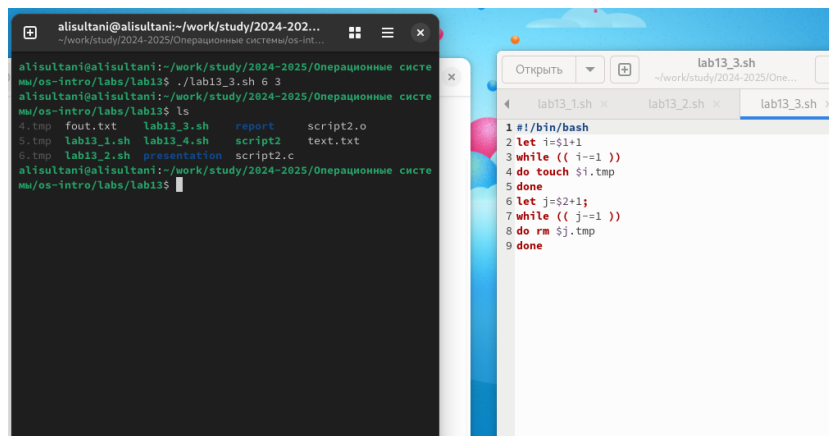 alisultani@alisultani:~/work/study/2024-202...
~/work/study/2024-2025/Операционные системы/os-int...
alisultani@alisultani:~/work/study/2024-2025/Операционные систе
мы/os-intro/labs/lab13$ ./lab13_3.sh 6 3
alisultani@alisultani:~/work/study/2024-2025/Операционные систе
мы/os-intro/labs/lab13$ ls
4.tmp fout.txt lab13_3.sh report script2.o
5.tmp lab13_1.sh lab13_4.sh script2 text.txt
6.tmp lab13_2.sh presentation script2.c
alisultani@alisultani:~/work/study/2024-2025/Операционные систе
мы/os-intro/labs/lab13$
Открыть
lab13_3.sh
~/work/study/2024-2025/Опе...
lab13_1.sh
lab13_2.sh
lab13_3.sh
1 #!/bin/bash
2 let i=$1+1
3 while (( i-=1 ))
4 do touch $i.tmp
5 done
6 let j=$2+1;
7 while (( j-=1 ))
8 do rm $j.tmp
9 done